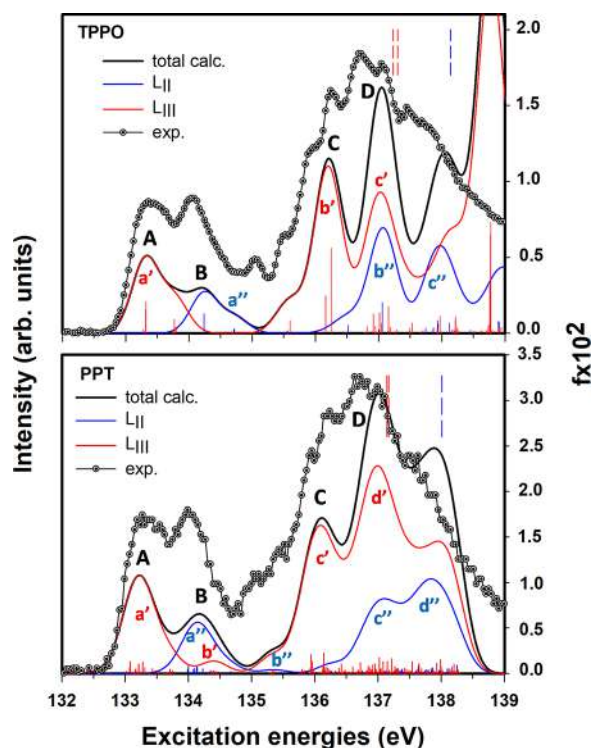 TPPO
total calc.
L_II
L_III
exp.
A
a'
B
a''
C
b'
D
c'
b''
c''
2.0
1.5
1.0
0.5
0.0
Intensity (arb. units)
fx10²
PPT
total calc.
L_II
L_III
exp.
A
a'
B
a''
b'
b''
C
c'
D
d'
c''
d''
3.5
3.0
2.5
2.0
1.5
1.0
0.5
0.0
132 133 134 135 136 137 138 139
Excitation energies (eV)